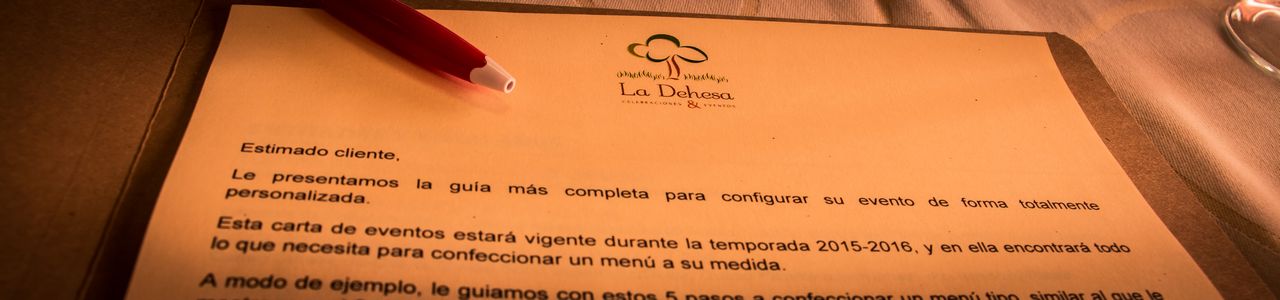 La Dehesa
CELEBRACIONES & EVENTOS
Estimado cliente,
Le presentamos la guía más completa para configurar su evento de forma totalmente
personalizada.
Esta carta de eventos estará vigente durante la temporada 2015-2016, y en ella encontrará todo
lo que necesita para confeccionar un menú a su medida.
A modo de ejemplo, le guiamos con estos 5 pasos a confeccionar un menú tipo, similar al que le